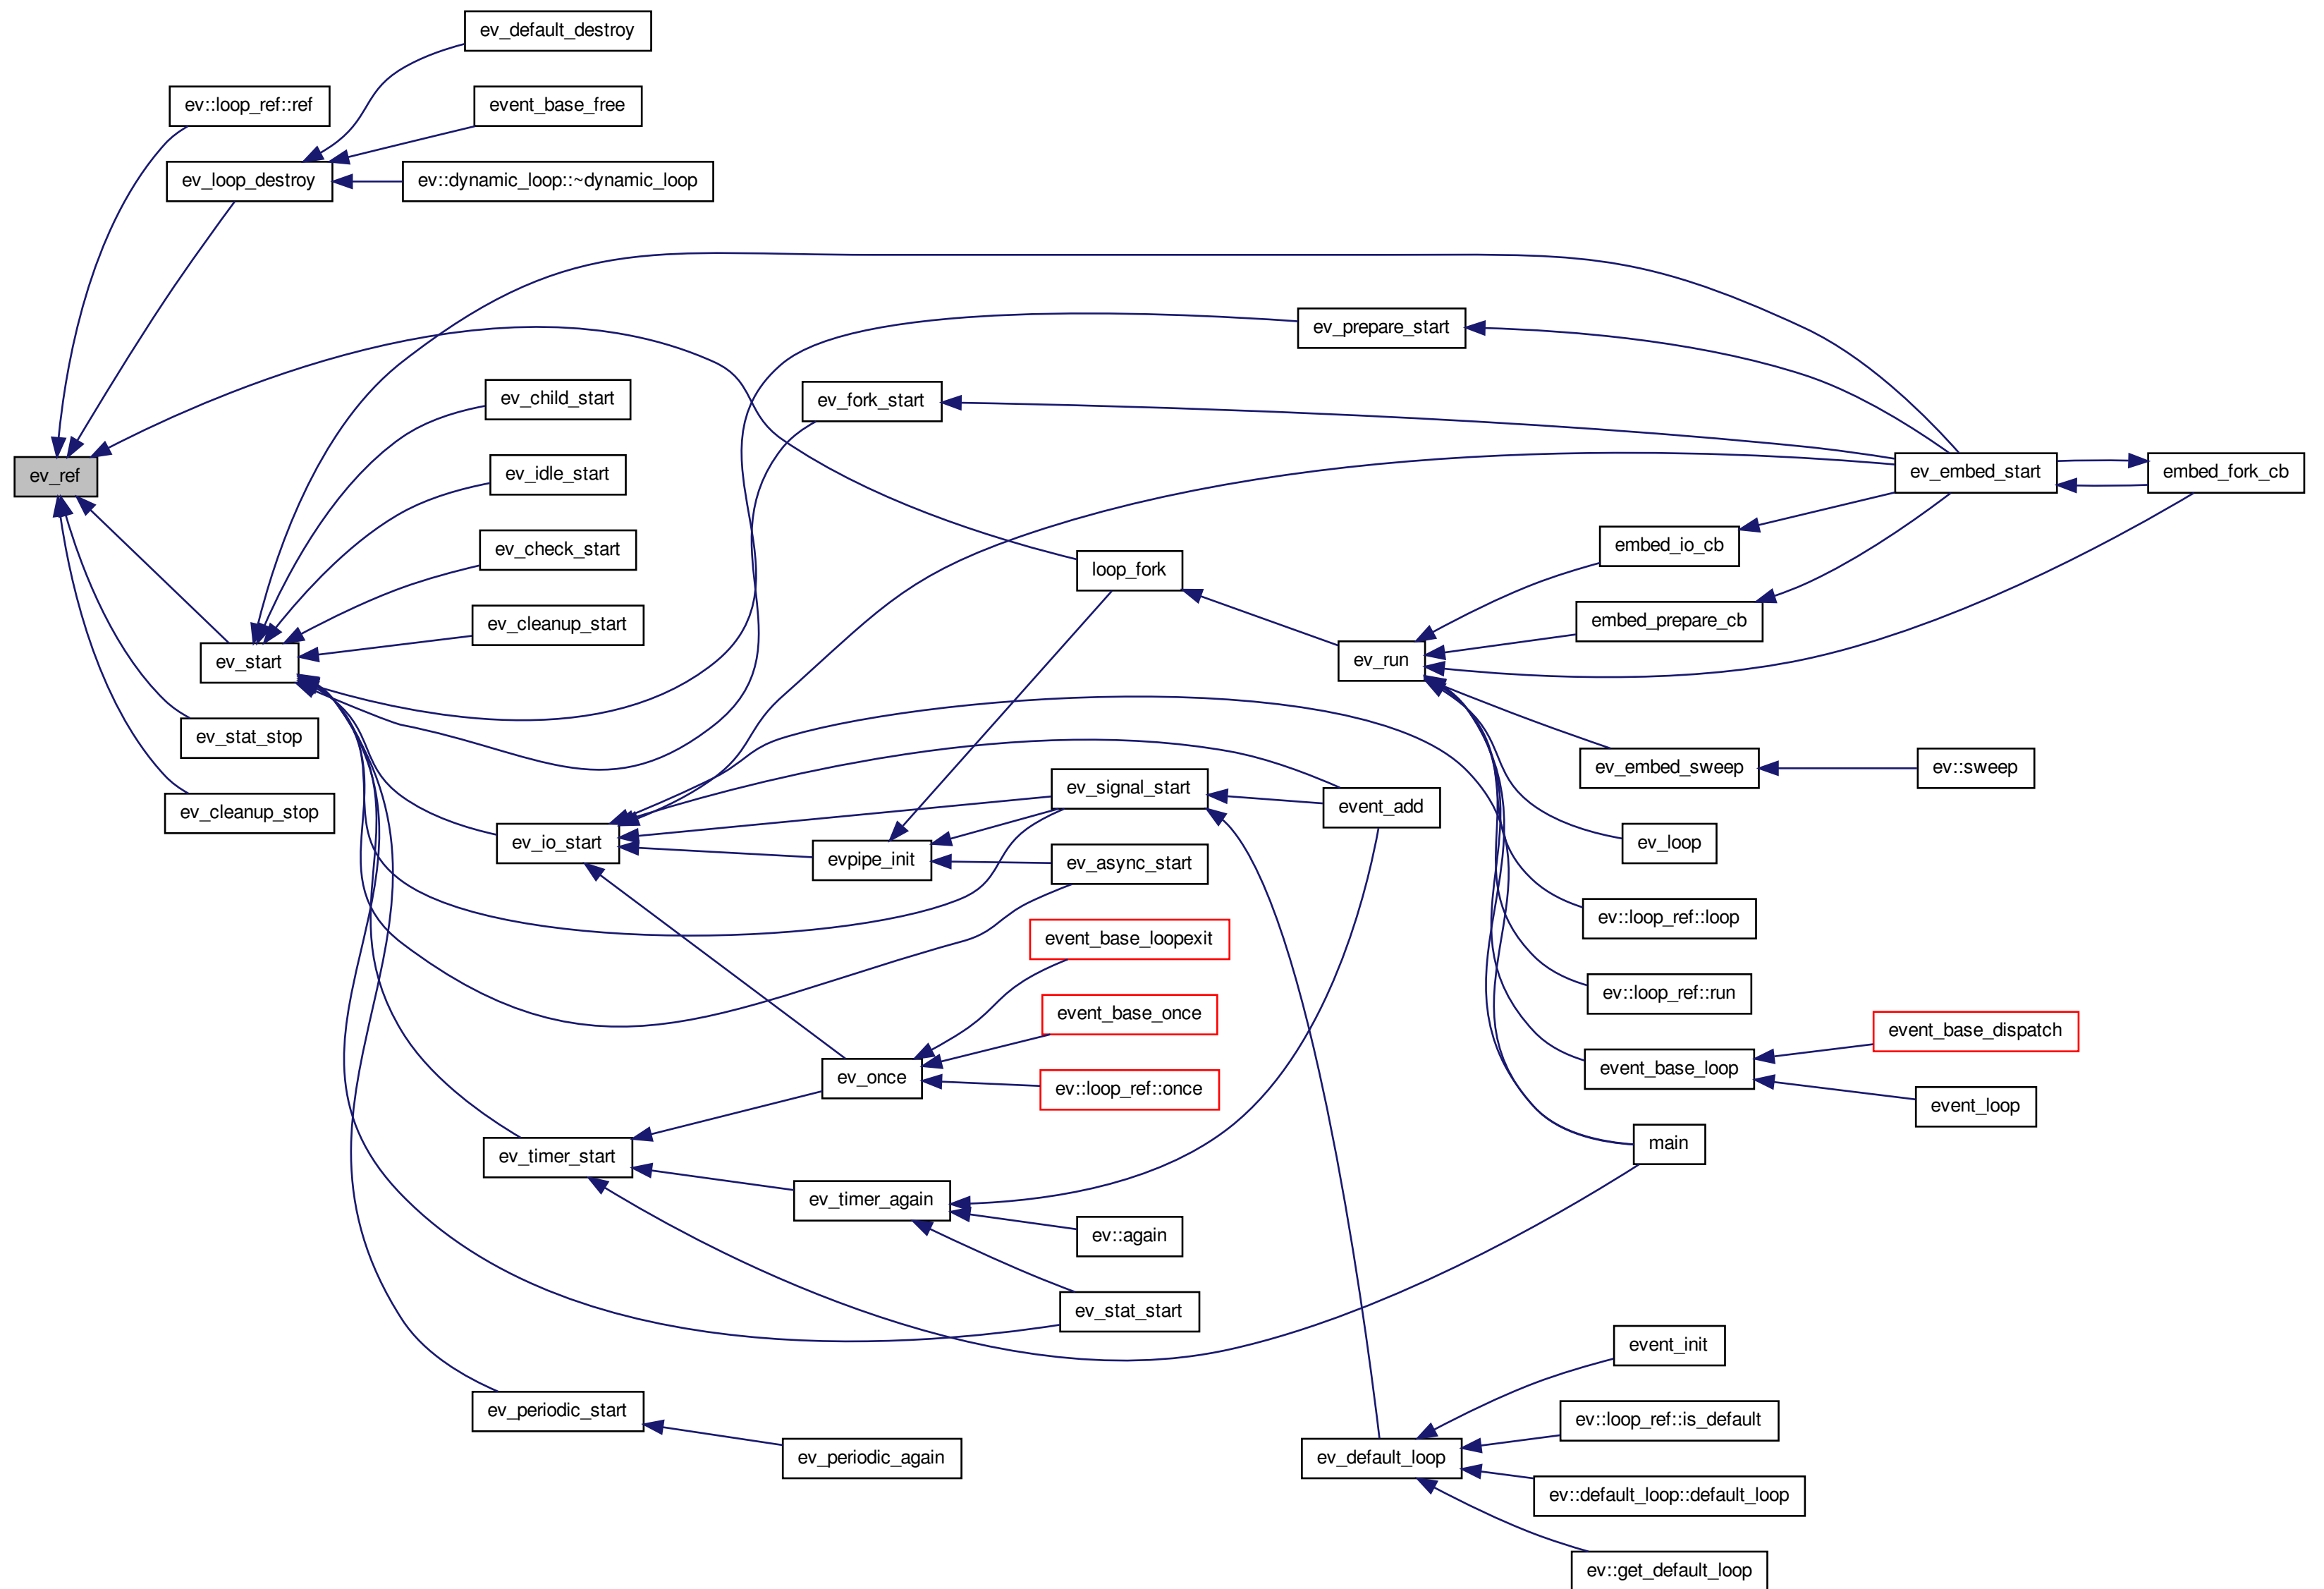 ev_default_destroy
ev::loop_ref::ref
event_base_free
ev_loop_destroy
ev::dynamic_loop::~dynamic_loop
ev_prepare_start
ev_child_start
ev_fork_start
ev_ref
ev_idle_start
ev_embed_start
embed_fork_cb
ev_check_start
embed_io_cb
loop_fork
ev_cleanup_start
embed_prepare_cb
ev_start
ev_run
ev_stat_stop
ev_embed_sweep
ev::sweep
ev_signal_start
ev_cleanup_stop
event_add
ev_io_start
ev_loop
evpipe_init
ev_async_start
ev::loop_ref::loop
event_base_loopexit
ev::loop_ref::run
event_base_once
event_base_dispatch
event_base_loop
ev_once
ev::loop_ref::once
event_loop
main
ev_timer_start
ev_timer_again
ev::again
ev_stat_start
event_init
ev_periodic_start
ev::loop_ref::is_default
ev_periodic_again
ev_default_loop
ev::default_loop::default_loop
ev::get_default_loop